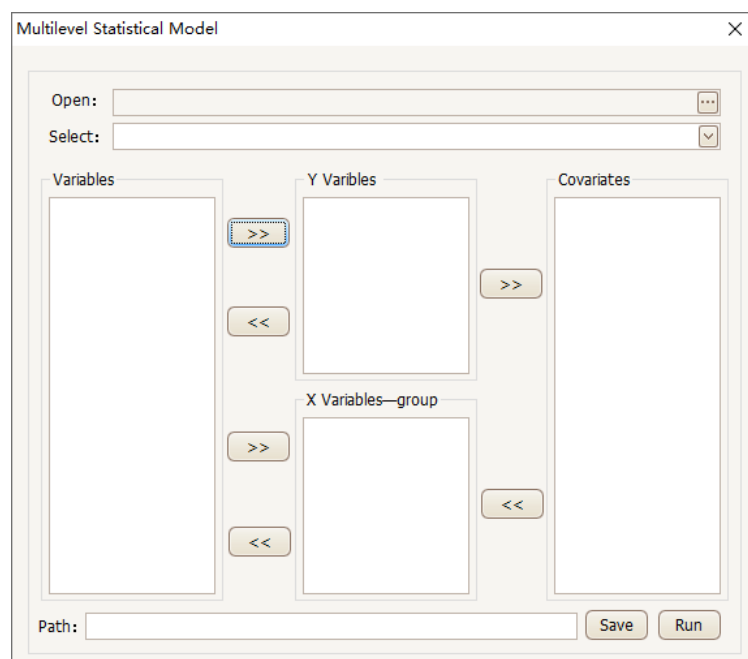 Multilevel Statistical Model
Open:
Select:
Variables
Y Varibles
Covariates
>>
>>
<<
X Variables—group
>>
<<
<<
Path:
Save
Run